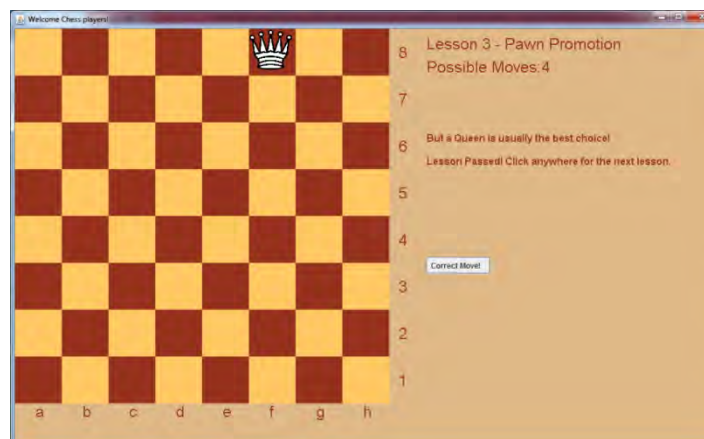 Welcome Chess players!
8
Lesson 3 - Pawn Promotion
Possible Moves:4
7
6
But a Queen is usually the best choice!
Lesson Passed! Click anywhere for the next lesson.
5
4
Correct Move!
3
2
1
a b c d e f g h